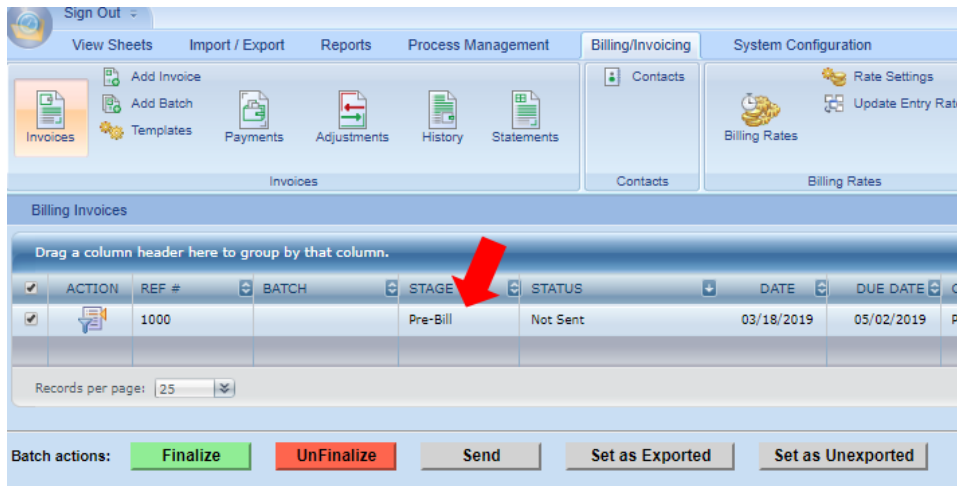 Sign Out
View Sheets Import / Export Reports Process Management Billing/Invoicing System Configuration
Add Invoice Contacts Rate Settings
Add Batch Update Entry Rat
Templates
Invoices Payments Adjustments History Statements Billing Rates
Invoices Contacts Billing Rates
Billing Invoices
Drag a column header here to group by that column.
ACTION REF # BATCH STAGE STATUS DATE DUE DATE
1000 Pre-Bill Not Sent 03/18/2019 05/02/2019
Records per page: 25
Batch actions: Finalize UnFinalize Send Set as Exported Set as Unexported